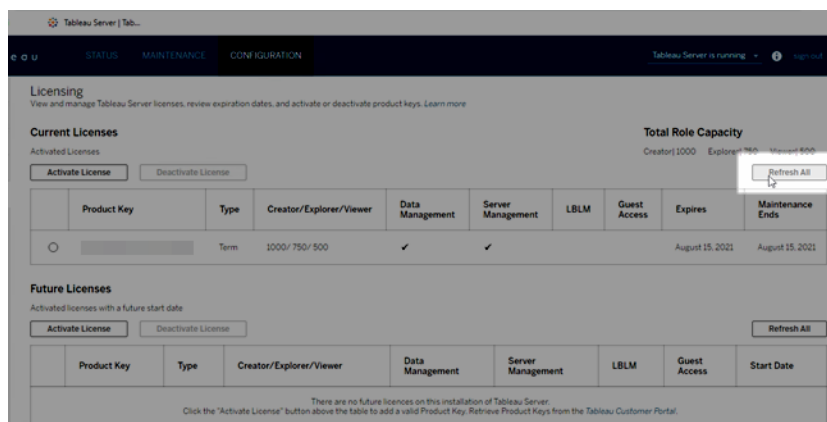 Tableau Server | Tab...
eau STATUS MAINTENANCE CONFIGURATION Tableau Server is running sign out
Licensing
View and manage Tableau Server licenses, review expiration dates, and activate or deactivate product keys. Learn more
Current Licenses Total Role Capacity
Activated Licenses Creator| 1000 Explorer| 750 Viewer| 500
Activate License Deactivate License Refresh All
Product Key Type Creator/Explorer/Viewer Data Management Server Management LBLM Guest Access Expires Maintenance Ends
Term 1000/ 750/ 500 ✔ ✔ August 15, 2021 August 15, 2021
Future Licenses
Activated licenses with a future start date
Activate License Deactivate License Refresh All
Product Key Type Creator/Explorer/Viewer Data Management Server Management LBLM Guest Access Start Date
There are no future licences on this installation of Tableau Server.
Click the "Activate License" button above the table to add a valid Product Key. Retrieve Product Keys from the Tableau Customer Portal.